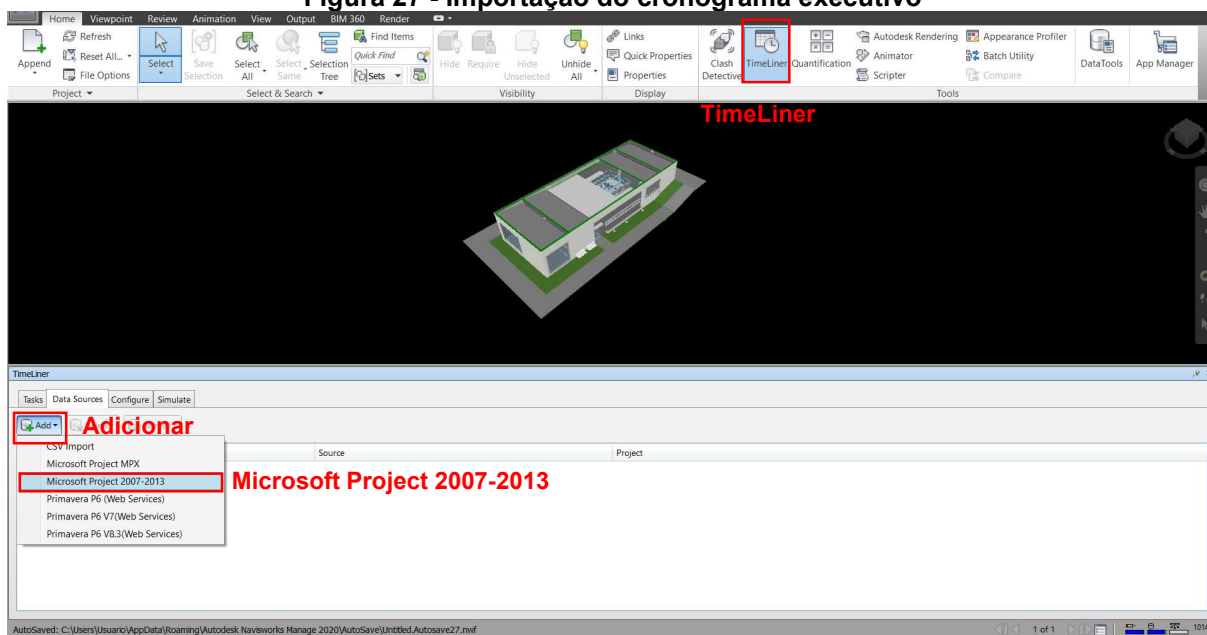 Figura 27 - Importação do cronograma executivo
Home Viewpoint Review Animation View Output BIM 360 Render
Append
Refresh
Reset All...
File Options
Select
Save Selection
Select All
Select Same
Selection Tree
Find Items
Quick Find
Sets
Hide
Require
Hide Unselected
Unhide All
Links
Quick Properties
Properties
Clash Detective
TimeLiner
Quantification
Autodesk Rendering
Animator
Scripter
Appearance Profiler
Batch Utility
Compare
DataTools
App Manager
Project
Select & Search
Visibility
Display
Tools
TimeLiner
TimeLiner
Tasks Data Sources Configure Simulate
Add
Adicionar
CSV Import
Source
Project
Microsoft Project MPX
Microsoft Project 2007-2013
Microsoft Project 2007-2013
Primavera P6 (Web Services)
Primavera P6 V7(Web Services)
Primavera P6 V8.3(Web Services)
AutoSaved: C:\Users\Usuario\AppData\Roaming\Autodesk Navisworks Manage 2020\AutoSave\Untitled.Autosave27.nwf
1 of 1